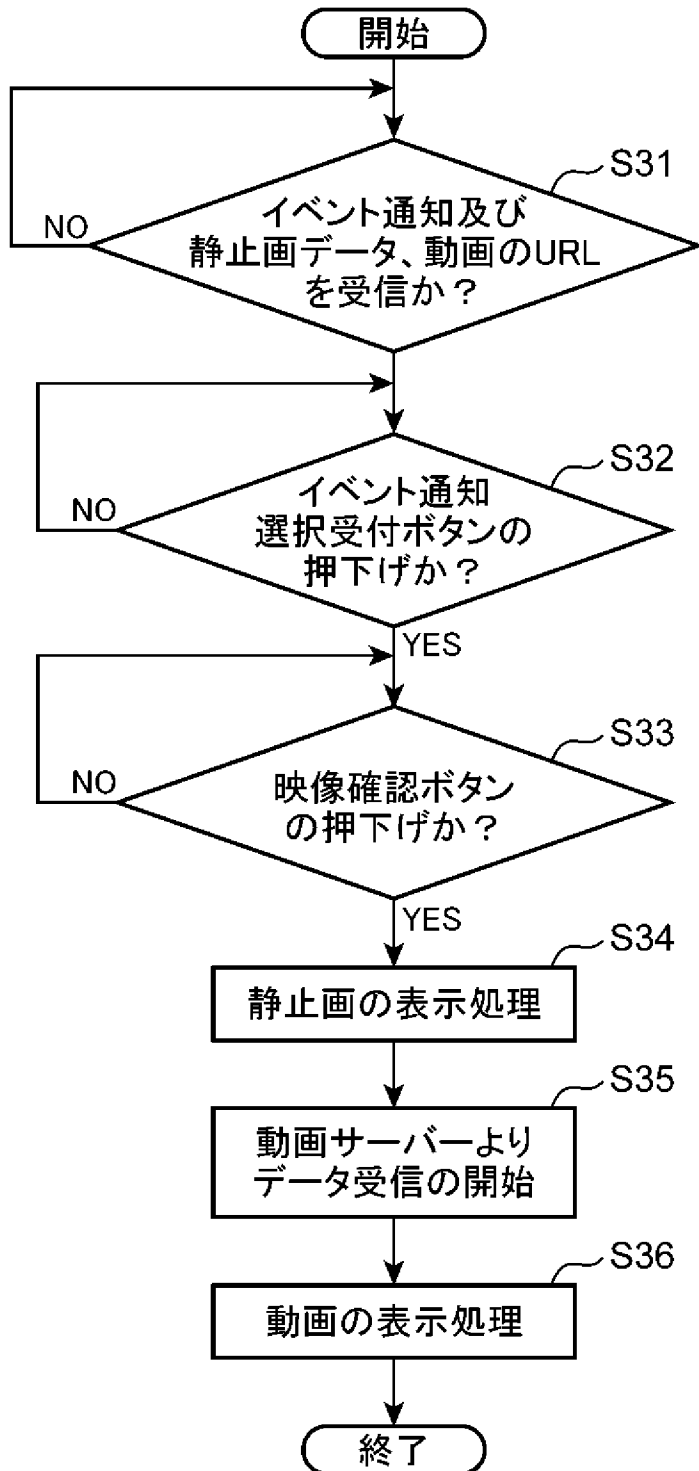 開始
S31
イベント通知及び
静止画データ、動画のURL
を受信か？
NO
S32
イベント通知
選択受付ボタンの
押下げか？
NO
YES
S33
映像確認ボタン
の押下げか？
NO
YES
S34
静止画の表示処理
S35
動画サーバーより
データ受信の開始
S36
動画の表示処理
終了